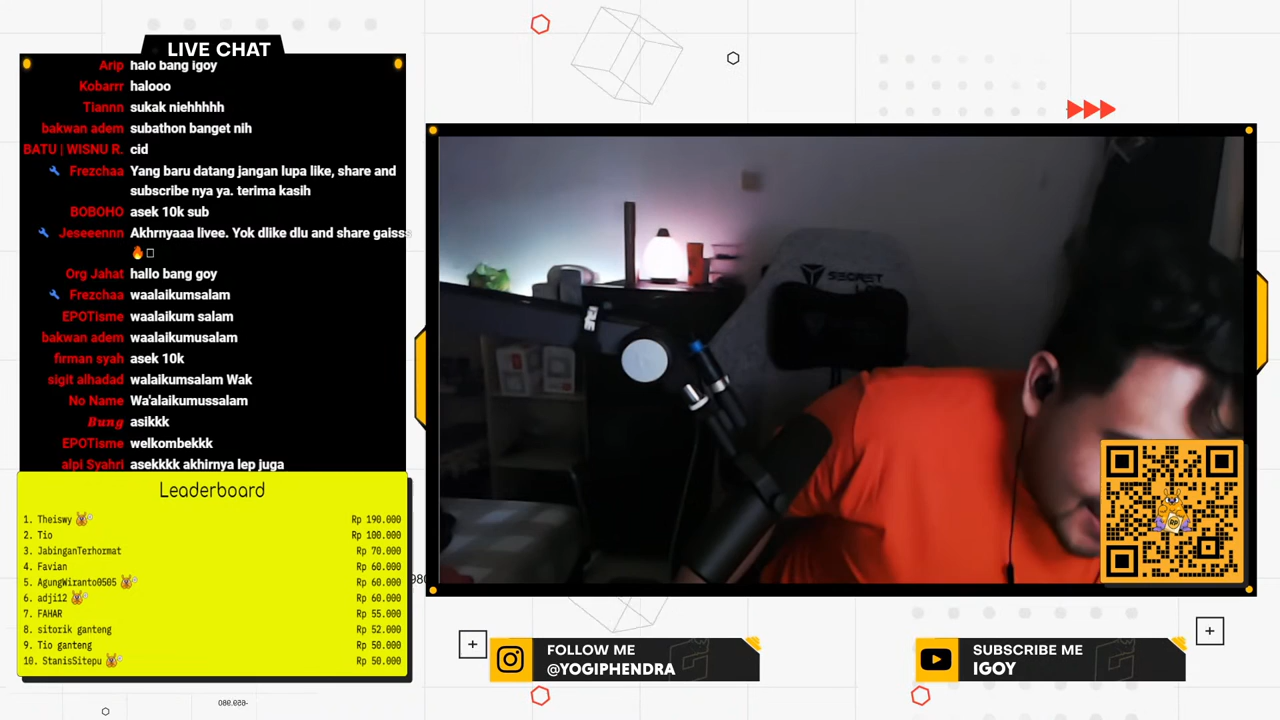 LIVE CHAT
Arip halo bang igoy
Kobarrr halooo
Tiannn sukak niehhhhh
bakwan adem subathon banget nih
BATU | WISNU R. cid
Frezchaa Yang baru datang jangan lupa like, share and
subscribe nya ya. terima kasih
BOBOHO asek 10k sub
Jeseeennn Akhrnyaaa livee. Yok dlike dlu and share gaisss
Org Jahat hallo bang goy
Frezchaa waalaikumsalam
EPOTisme waalaikum salam
bakwan adem waalaikumusalam
firman syah asek 10k
sigit alhadad walaikumsalam Wak
No Name Wa'alaikumussalam
Bung asikkk
EPOTisme welkombekkk
alpi Syahri asekkkk akhirnya lep juga
Leaderboard
1. Theiswy Rp 190.000
2. Tio Rp 100.000
3. JabinganTerhormat Rp 70.000
4. Favian Rp 60.000
5. AgungWiranto0505 Rp 60.000
6. adji12 Rp 60.000
7. FAHAR Rp 55.000
8. sitorik ganteng Rp 52.000
9. Tio ganteng Rp 50.000
10. StanisSitepu Rp 50.000
SECRET
FOLLOW ME
@YOGIPHENDRA
SUBSCRIBE ME
IGOY